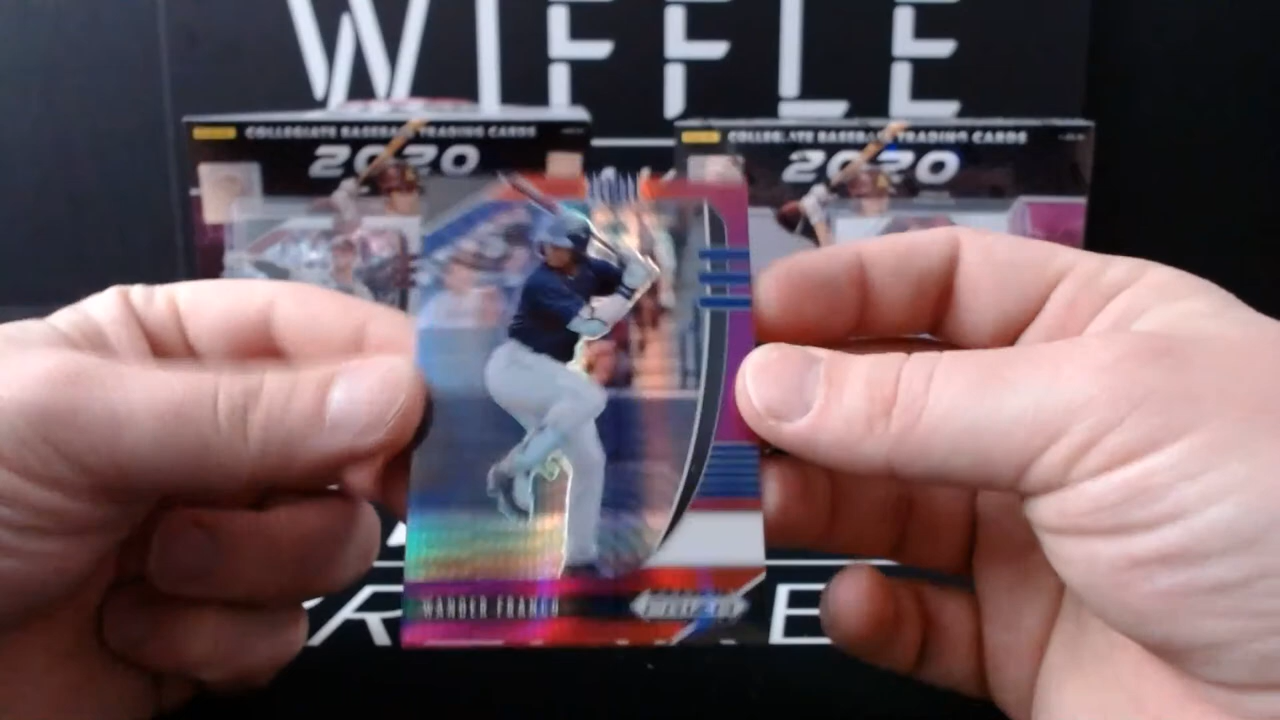 WIFFLE
COLLEGIATE BASEBALL TRADING CARDS
2020
COLLEGIATE BASEBALL TRADING CARDS
2020
WANDER FRANCO